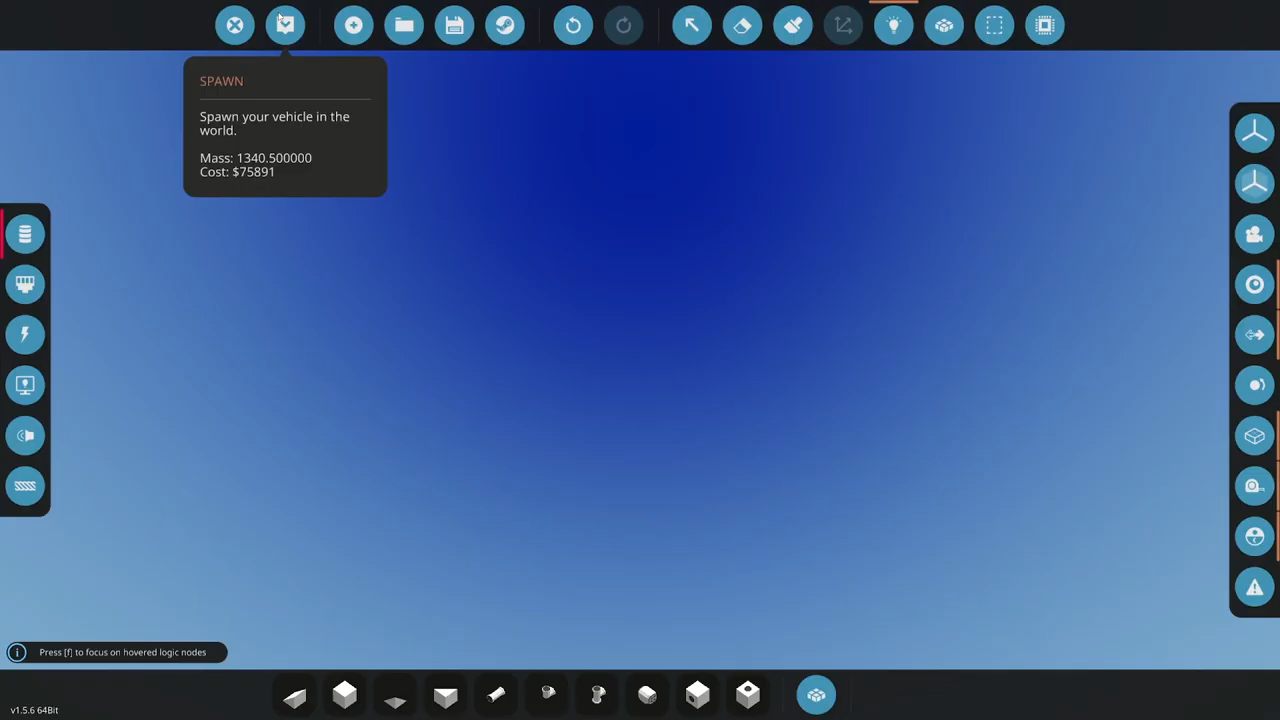 SPAWN
Spawn your vehicle in the
world.
Mass: 1340.500000
Cost: $75891
Press [f] to focus on hovered logic nodes
v1.5.6 64Bit